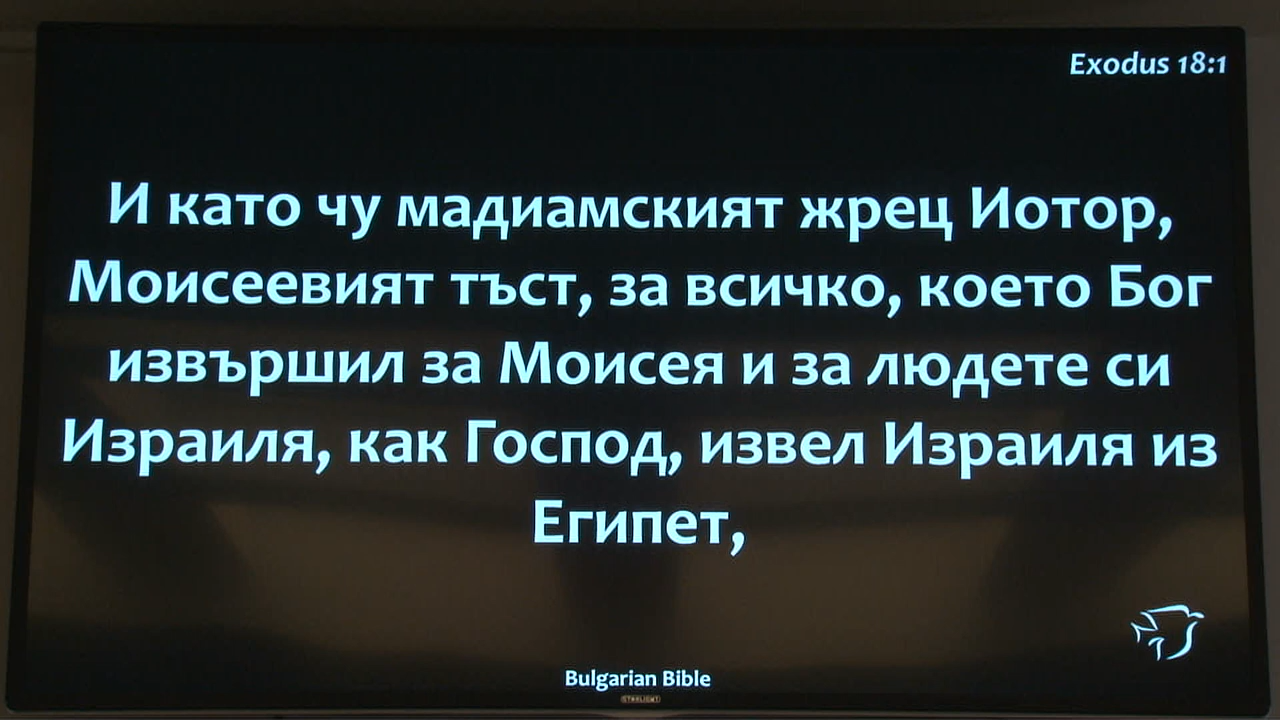 Exodus 18:1
И като чу мадиамският жрец Иотор,
Моисеевият тъст, за всичко, което Бог
извършил за Моисея и за людете си
Израиля, как Господ, извел Израиля из
Египет,
Bulgarian Bible
STARLIGHT